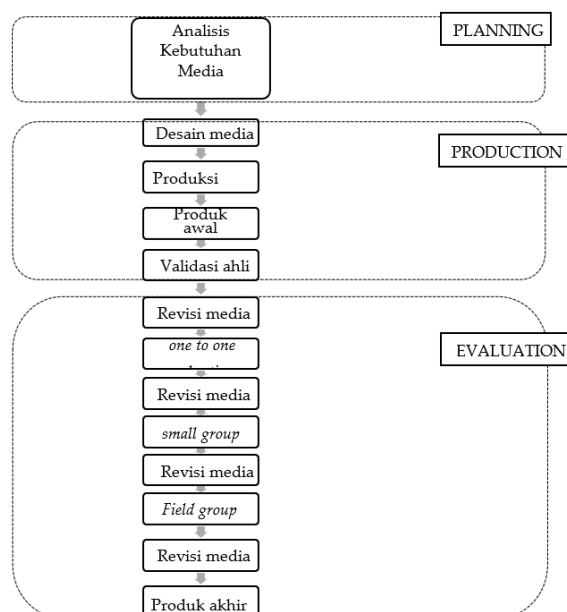 Analisis
Kebutuhan
Media
PLANNING
Desain media
PRODUCTION
Produksi
Produk
awal
Validasi ahli
Revisi media
one to one
EVALUATION
Revisi media
small group
Revisi media
Field group
Revisi media
Produk akhir